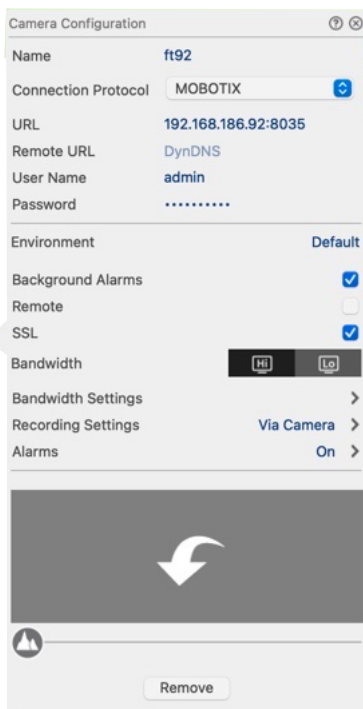 Camera Configuration
Name ft92
Connection Protocol MOBOTIX
URL 192.168.186.92:8035
Remote URL DynDNS
User Name admin
Password ••••••••••
Environment Default
Background Alarms
Remote
SSL
Bandwidth Hi Lo
Bandwidth Settings
Recording Settings Via Camera
Alarms On
Remove